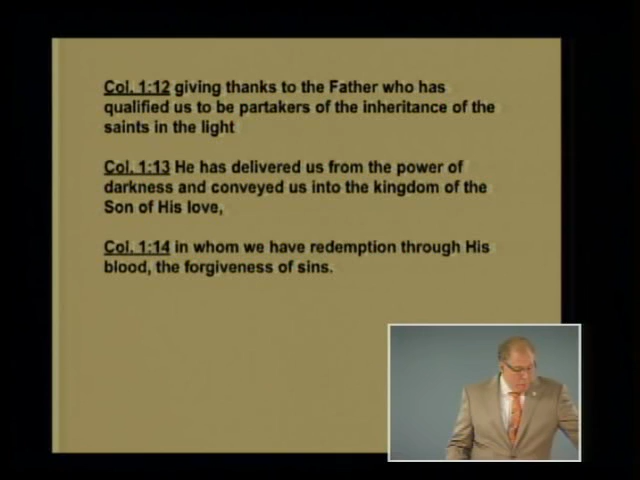 Col. 1:12 giving thanks to the Father who has
qualified us to be partakers of the inheritance of the
saints in the light
Col. 1:13 He has delivered us from the power of
darkness and conveyed us into the kingdom of the
Son of His love,
Col. 1:14 in whom we have redemption through His
blood, the forgiveness of sins.